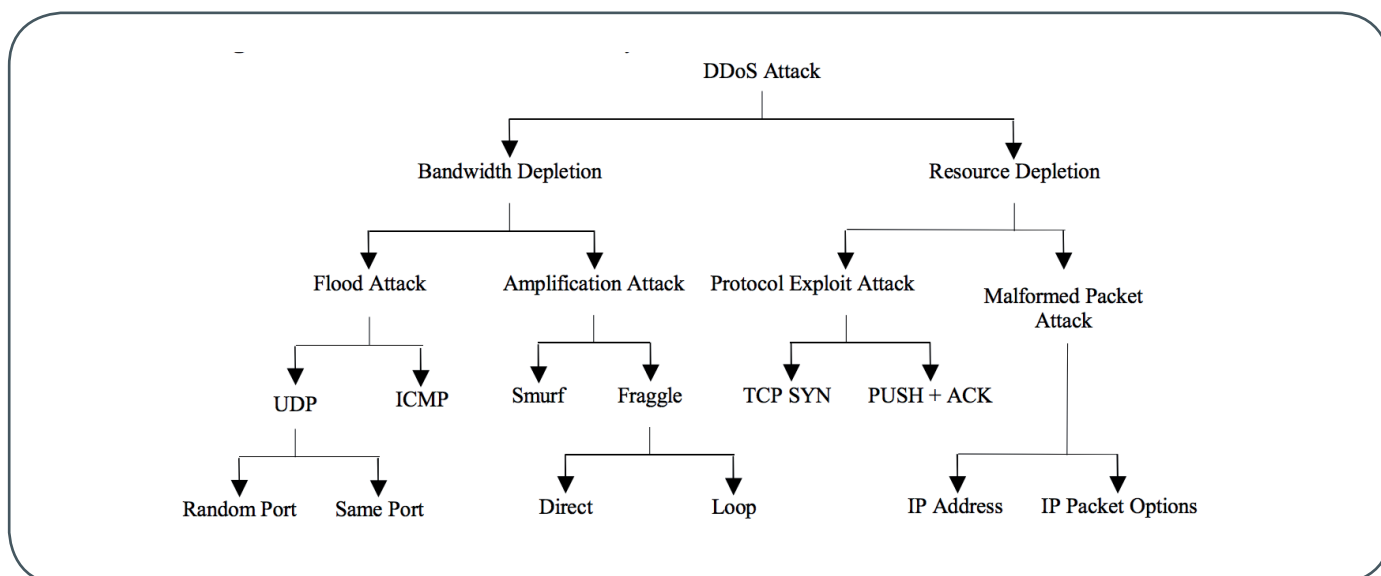 DDoS Attack
Bandwidth Depletion
Resource Depletion
Flood Attack
Amplification Attack
Protocol Exploit Attack
Malformed Packet
Attack
UDP
ICMP
Smurf
Fraggle
TCP SYN
PUSH + ACK
Random Port
Same Port
Direct
Loop
IP Address
IP Packet Options